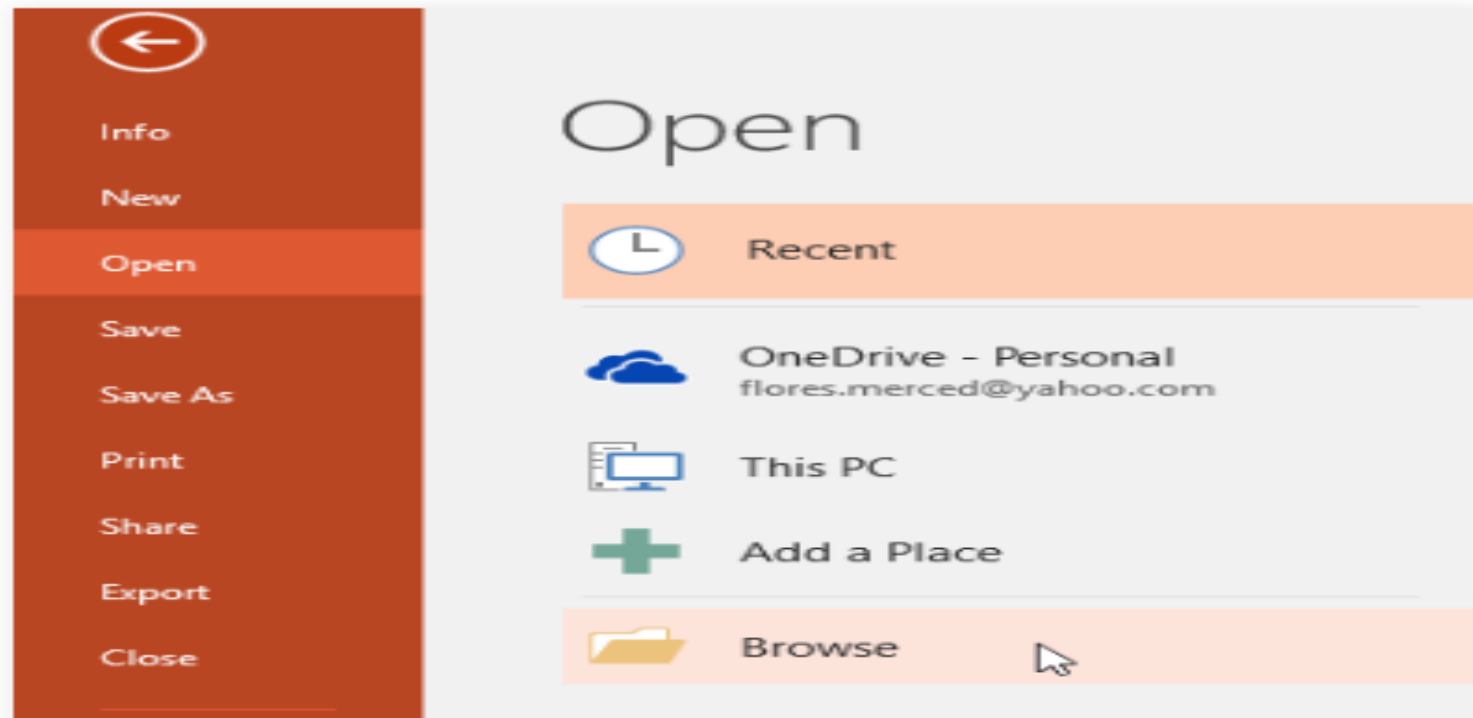 Info
New
Open
Save
Save As
Print
Share
Export
Close
Open
Recent
OneDrive - Personal
flores.merced@yahoo.com
This PC
Add a Place
Browse